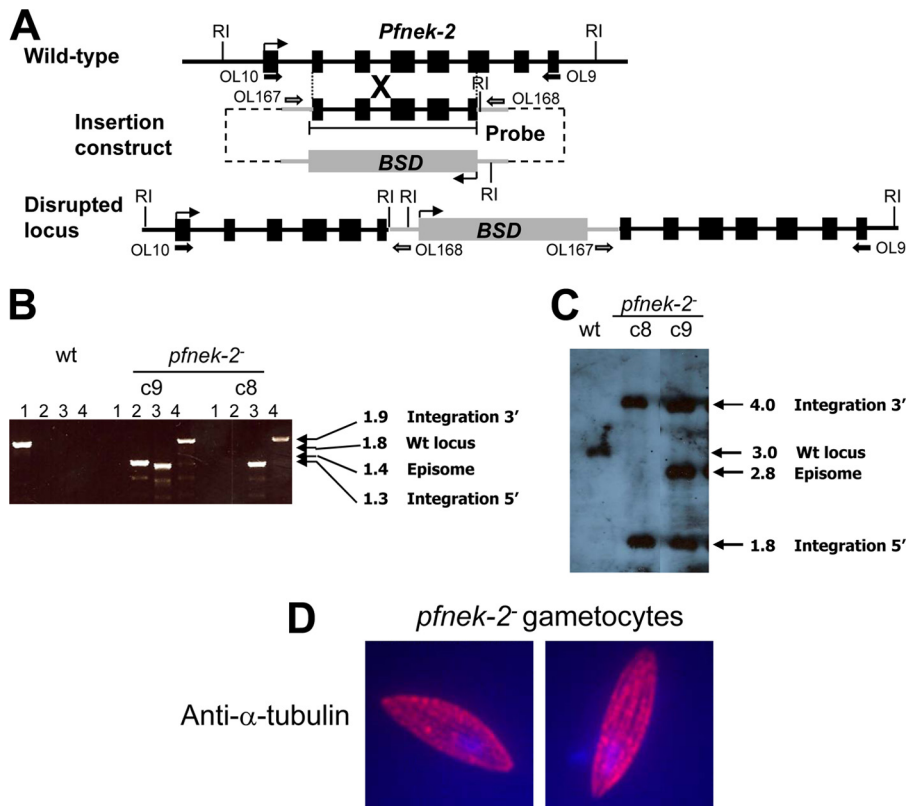 A
Pfnek-2
Wild-type
RI
RI
OL10
OL9
X
OL167
RI
OL168
Insertion
construct
Probe
BSD
RI
Disrupted
locus
RI
RI
RI
RI
BSD
OL10
OL168
OL167
OL9
B
wt
pfnek-2-
c9
c8
1 2 3 4 1 2 3 4 1 2 3 4
1.9 Integration 3′
1.8 Wt locus
1.4 Episome
1.3 Integration 5′
C
pfnek-2-
wt c8 c9
4.0 Integration 3′
3.0 Wt locus
2.8 Episome
1.8 Integration 5′
D
pfnek-2- gametocytes
Anti-α-tubulin